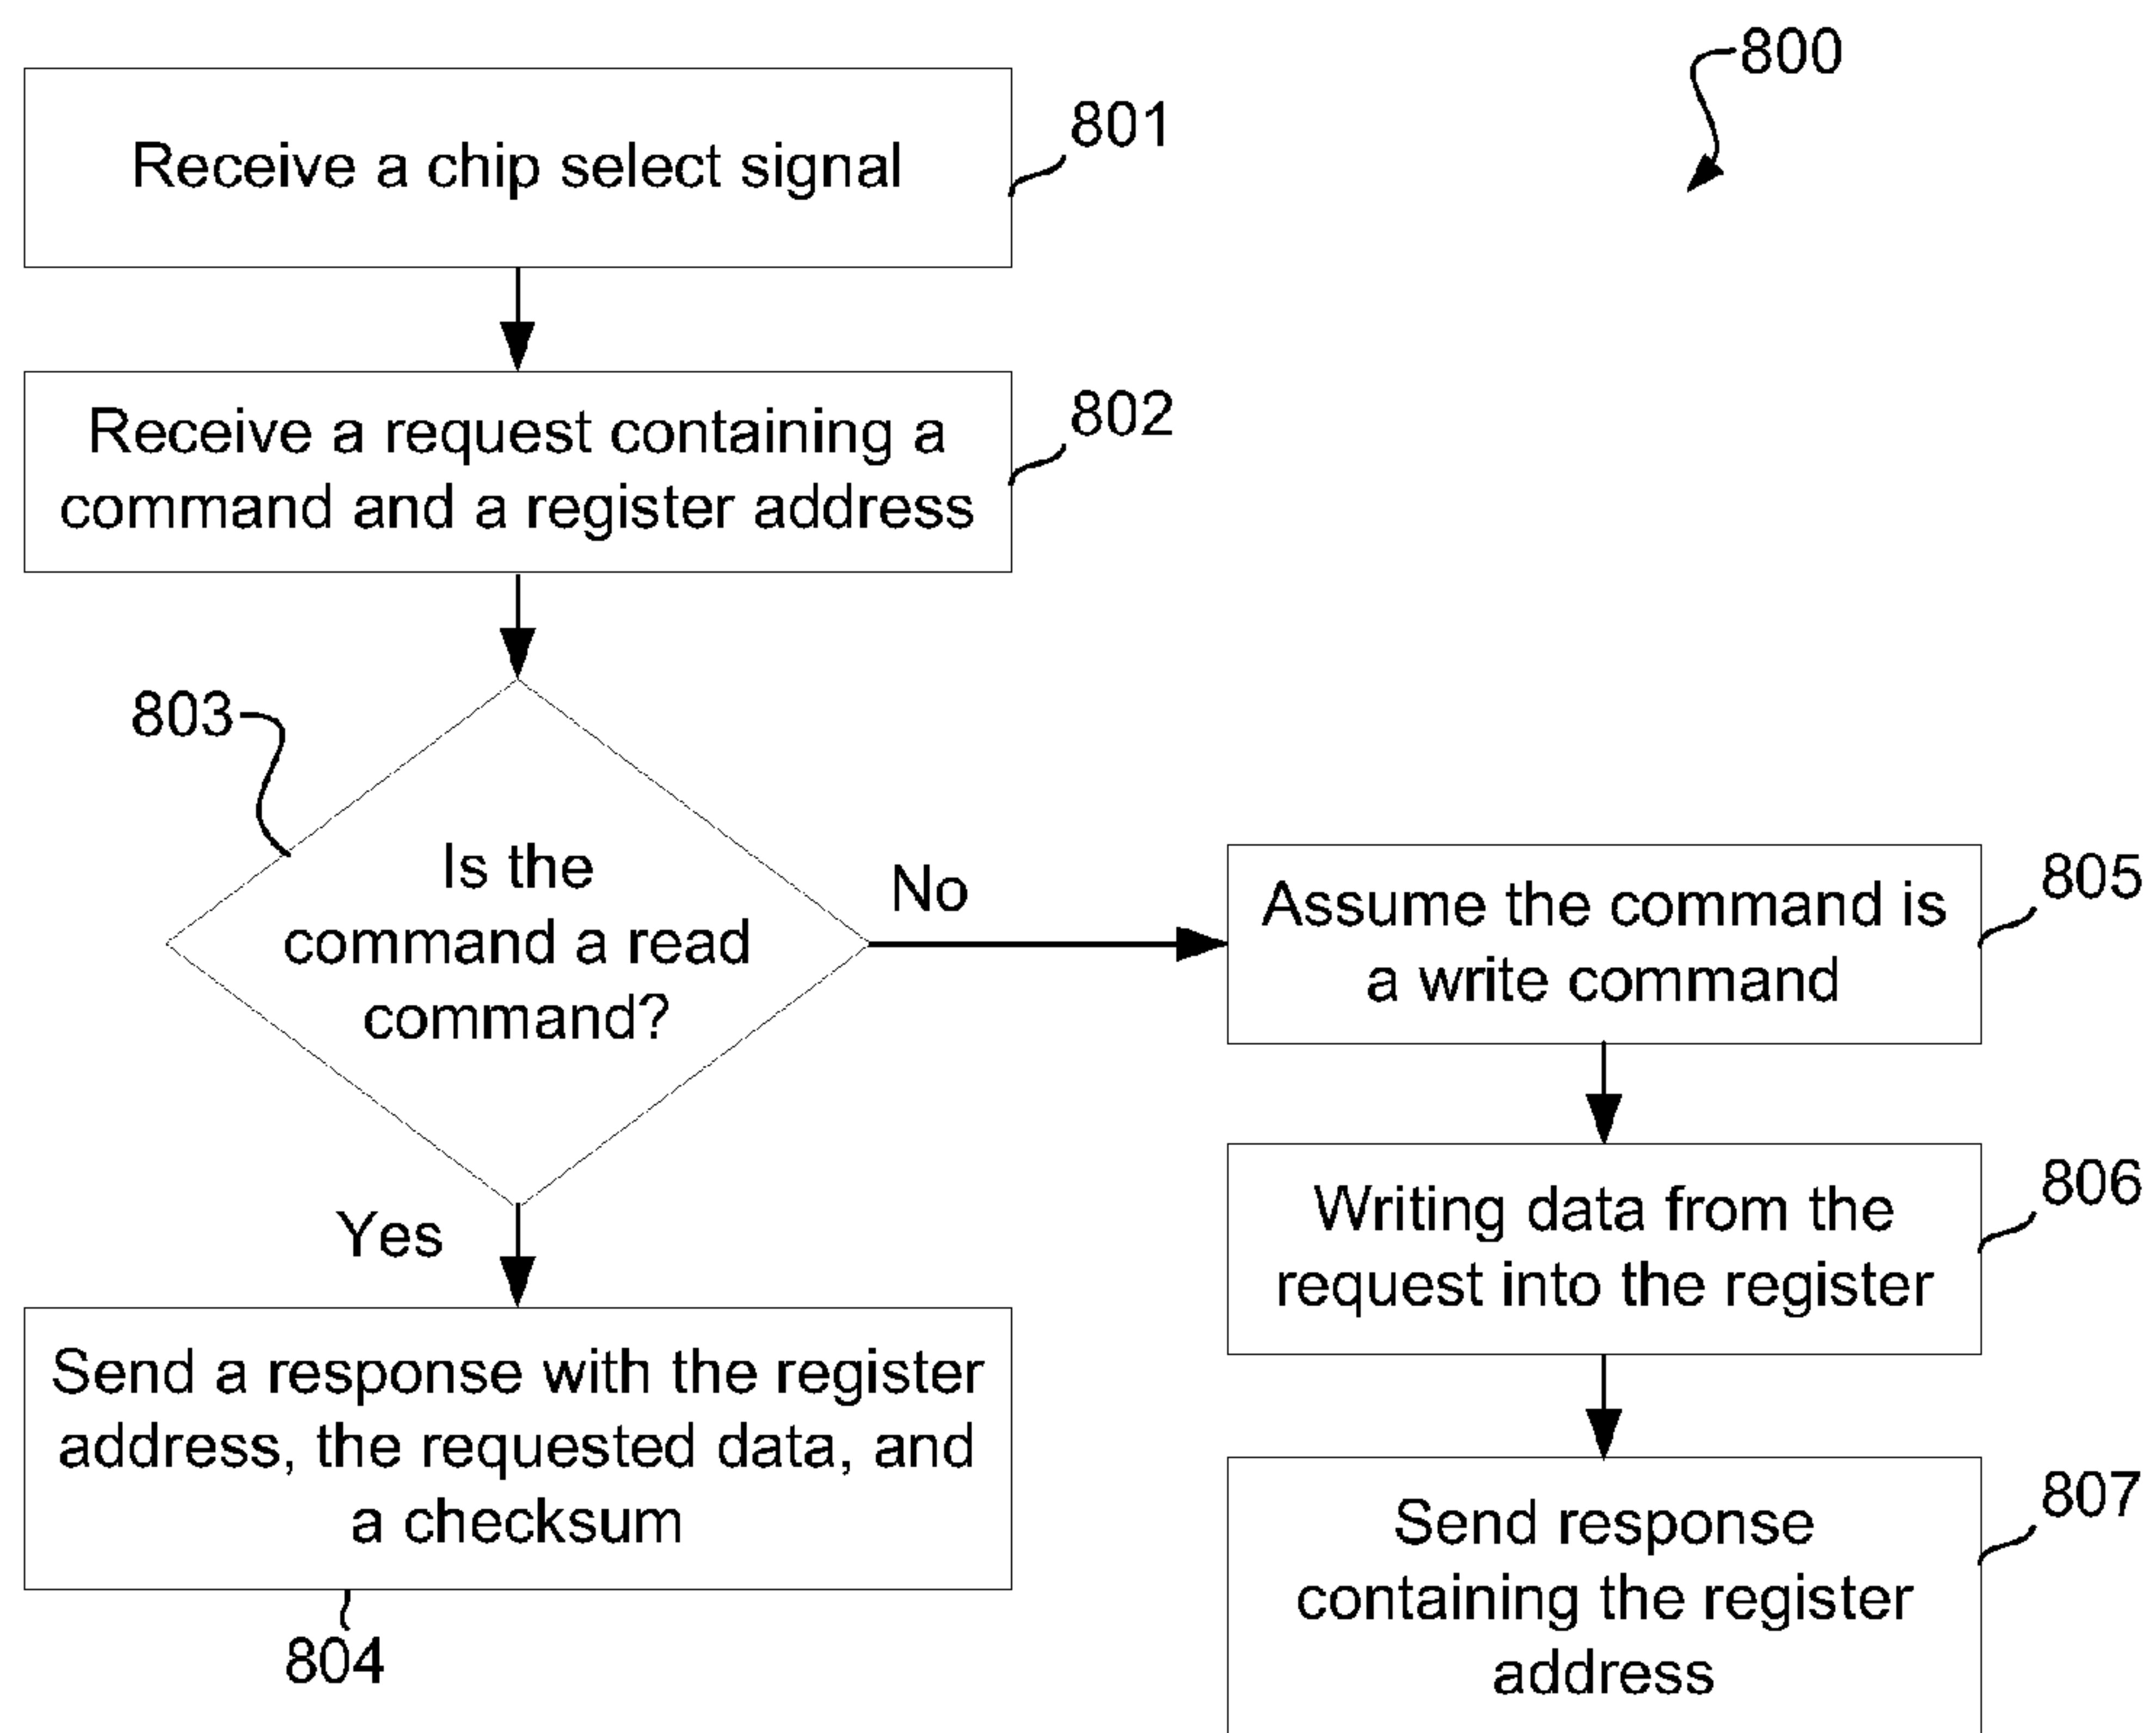 800
Receive a chip select signal
801
Receive a request containing a
command and a register address
802
803
Is the
command a read
command?
No
Yes
Send a response with the register
address, the requested data, and
a checksum
804
Assume the command is
a write command
805
Writing data from the
request into the register
806
Send response
containing the register
address
807